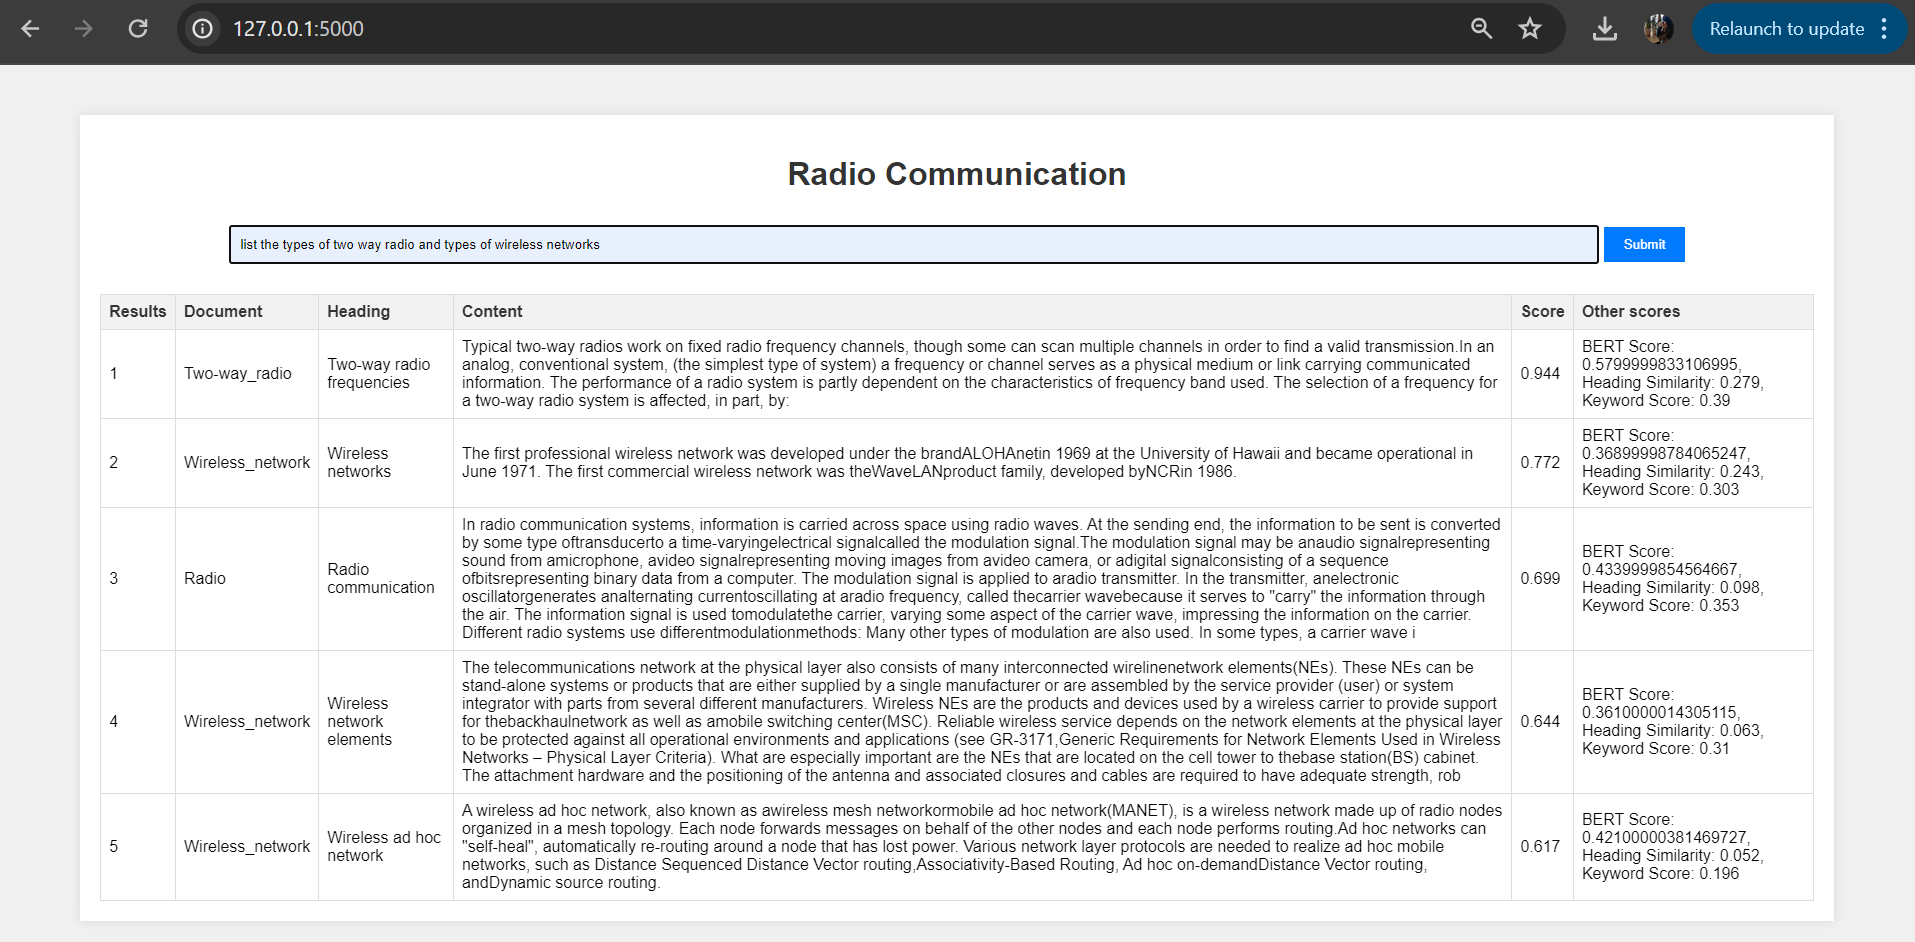 127.0.0.1:5000
Relaunch to update
Radio Communication
list the types of two way radio and types of wireless networks
Submit
Results Document Heading Content Score Other scores
1
Two-way_radio
Two-way radio
frequencies
Typical two-way radios work on fixed radio frequency channels, though some can scan multiple channels in order to find a valid transmission.In an
analog, conventional system, (the simplest type of system) a frequency or channel serves as a physical medium or link carrying communicated
information. The performance of a radio system is partly dependent on the characteristics of frequency band used. The selection of a frequency for
a two-way radio system is affected, in part, by:
0.944
BERT Score:
0.5799999833106995,
Heading Similarity: 0.279,
Keyword Score: 0.39
2
Wireless_network
Wireless
networks
The first professional wireless network was developed under the brandALOHAnetin 1969 at the University of Hawaii and became operational in
June 1971. The first commercial wireless network was theWaveLANproduct family, developed byNCRin 1986.
0.772
BERT Score:
0.36899998784065247,
Heading Similarity: 0.243,
Keyword Score: 0.303
3
Radio
Radio
communication
In radio communication systems, information is carried across space using radio waves. At the sending end, the information to be sent is converted
by some type oftransducerto a time-varyingelectrical signalcalled the modulation signal.The modulation signal may be anaudio signalrepresenting
sound from amicrophone, avideo signalrepresenting moving images from avideo camera, or adigital signalconsisting of a sequence
ofbitsrepresenting binary data from a computer. The modulation signal is applied to aradio transmitter. In the transmitter, anelectronic
oscillatorgenerates analternating currentoscillating at aradio frequency, called thecarrier wavebecause it serves to "carry" the information through
the air. The information signal is used tomodulatethe carrier, varying some aspect of the carrier wave, impressing the information on the carrier.
Different radio systems use differentmodulationmethods: Many other types of modulation are also used. In some types, a carrier wave i
0.699
BERT Score:
0.4339999854564667,
Heading Similarity: 0.098,
Keyword Score: 0.353
4
Wireless_network
Wireless
network
elements
The telecommunications network at the physical layer also consists of many interconnected wirelinenetwork elements(NEs). These NEs can be
stand-alone systems or products that are either supplied by a single manufacturer or are assembled by the service provider (user) or system
integrator with parts from several different manufacturers. Wireless NEs are the products and devices used by a wireless carrier to provide support
for thebackhaulnetwork as well as amobile switching center(MSC). Reliable wireless service depends on the network elements at the physical layer
to be protected against all operational environments and applications (see GR-3171,Generic Requirements for Network Elements Used in Wireless
Networks – Physical Layer Criteria). What are especially important are the NEs that are located on the cell tower to thebase station(BS) cabinet.
The attachment hardware and the positioning of the antenna and associated closures and cables are required to have adequate strength, rob
0.644
BERT Score:
0.3610000014305115,
Heading Similarity: 0.063,
Keyword Score: 0.31
5
Wireless_network
Wireless ad hoc
network
A wireless ad hoc network, also known as awireless mesh networkormobile ad hoc network(MANET), is a wireless network made up of radio nodes
organized in a mesh topology. Each node forwards messages on behalf of the other nodes and each node performs routing.Ad hoc networks can
"self-heal", automatically re-routing around a node that has lost power. Various network layer protocols are needed to realize ad hoc mobile
networks, such as Distance Sequenced Distance Vector routing,Associativity-Based Routing, Ad hoc on-demandDistance Vector routing,
andDynamic source routing.
0.617
BERT Score:
0.42100000381469727,
Heading Similarity: 0.052,
Keyword Score: 0.196